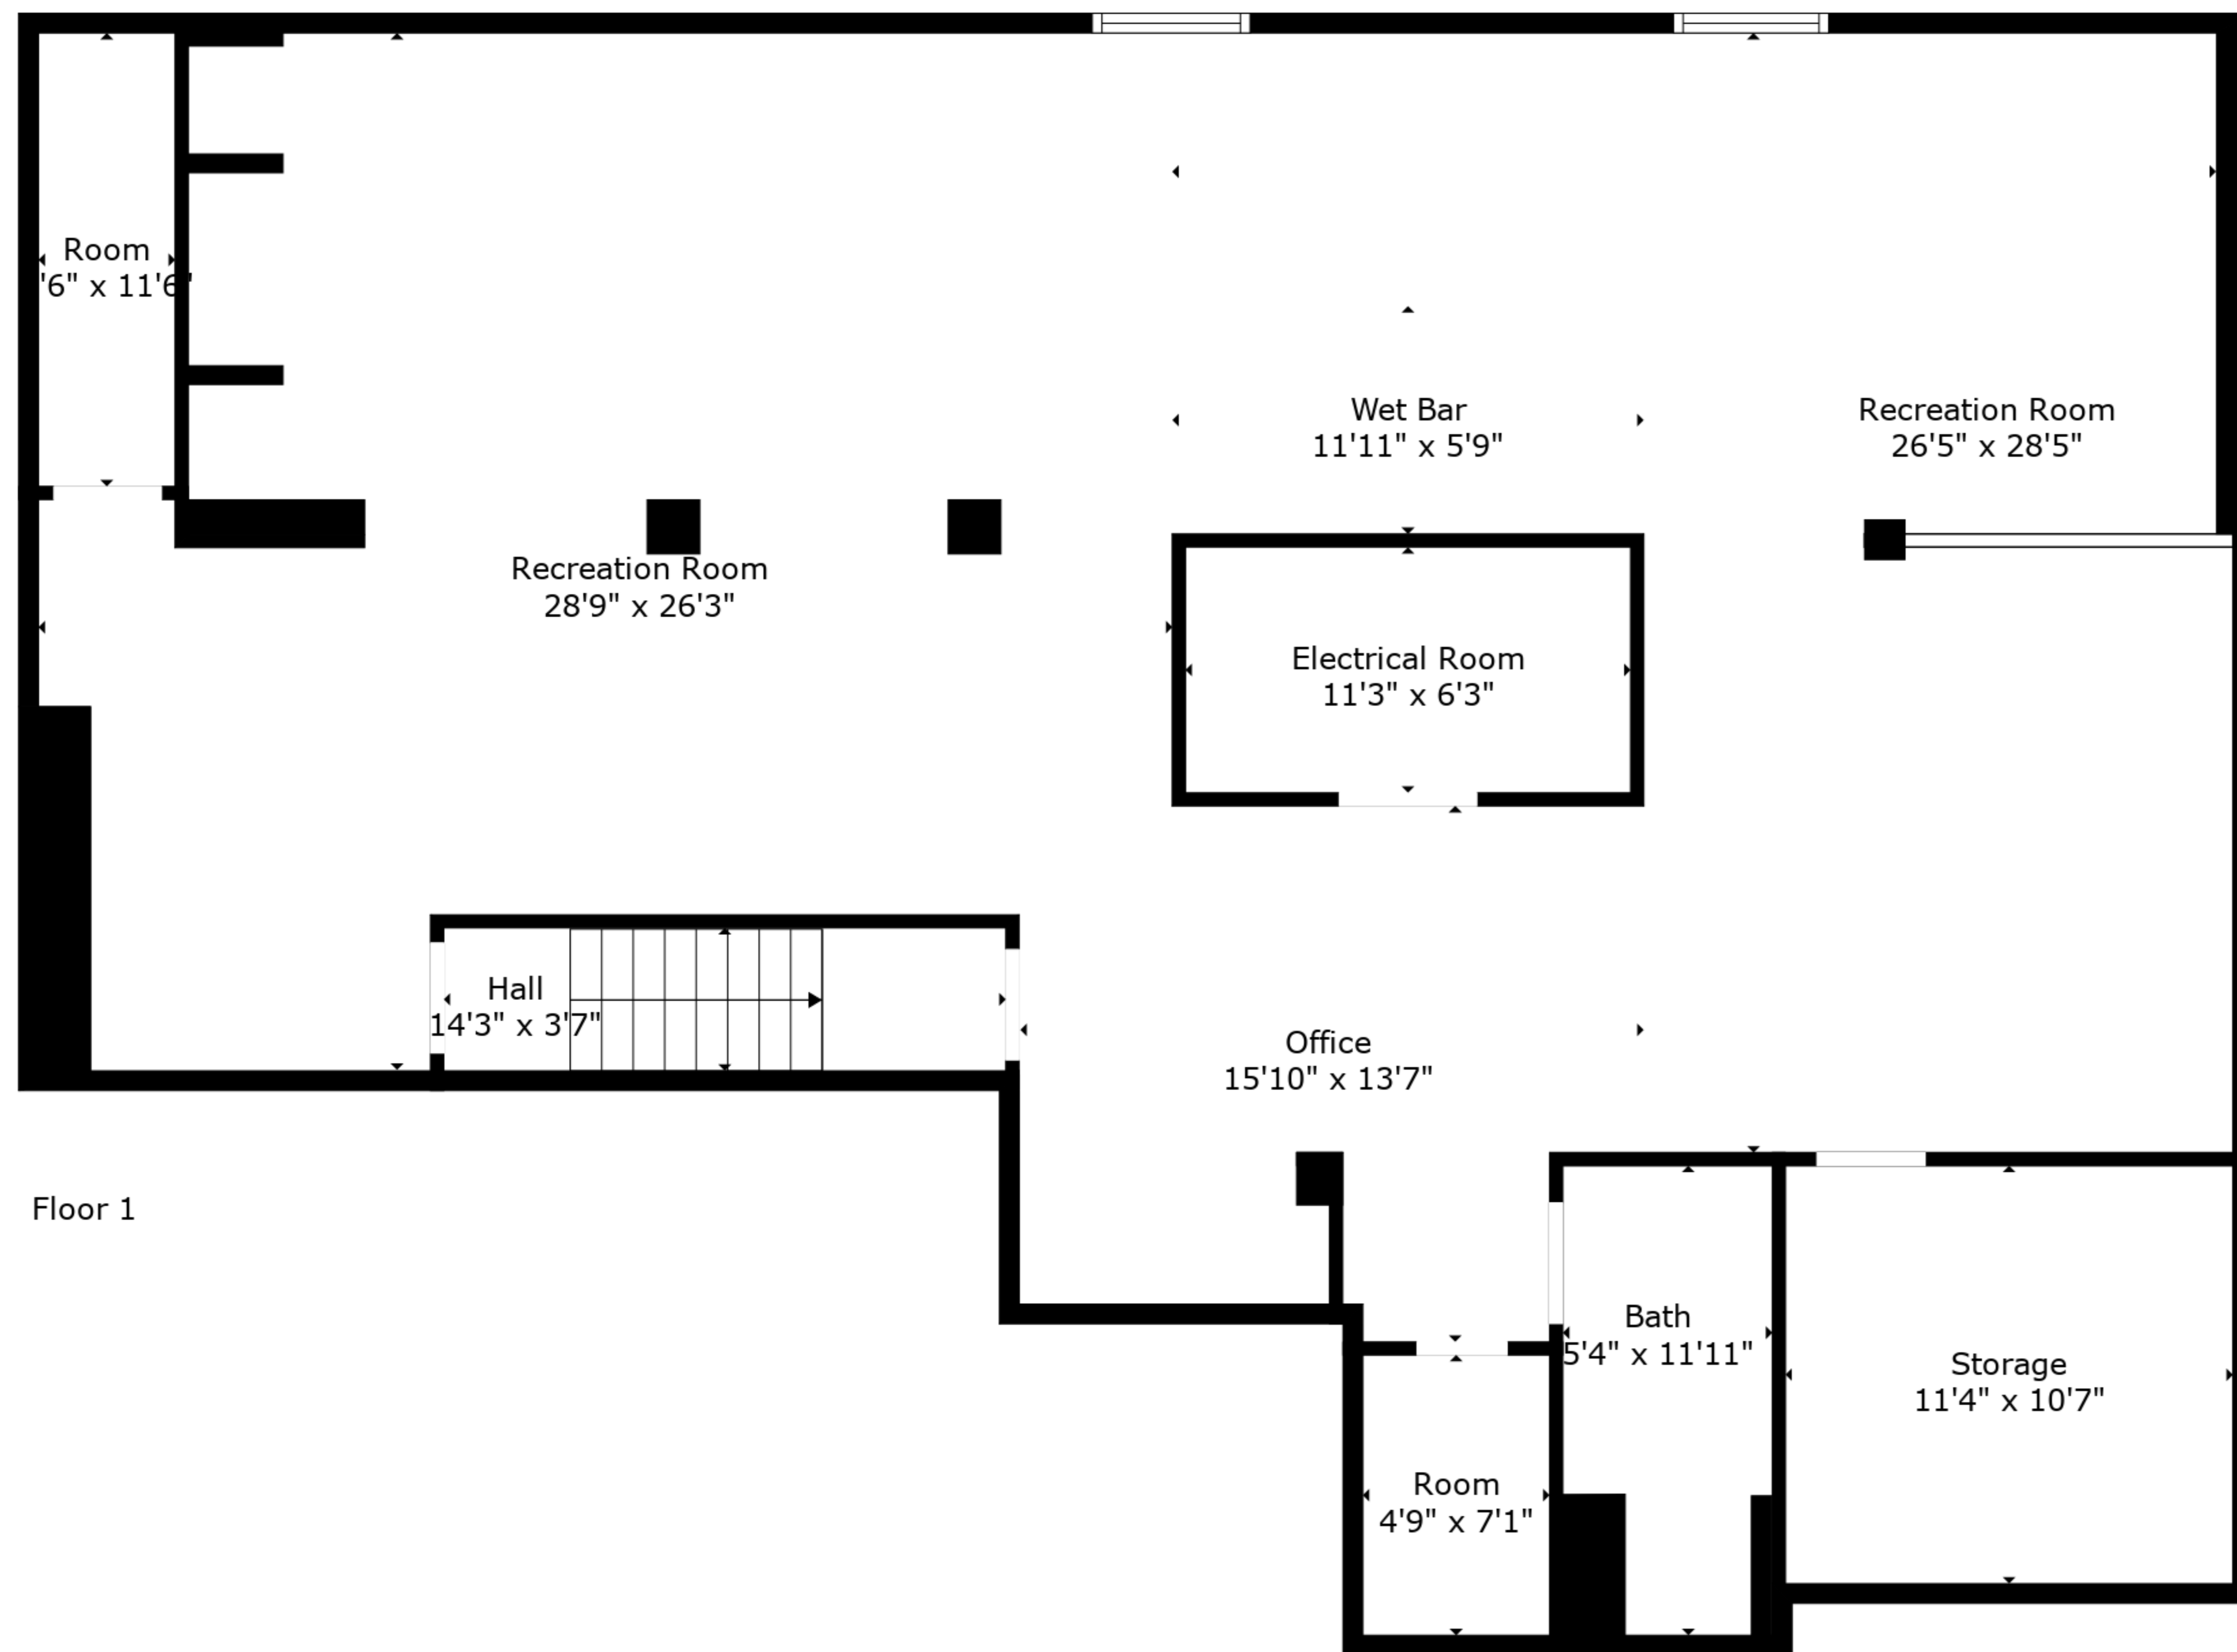 Room
'6" x 11'6"
Wet Bar
11'11" x 5'9"
Recreation Room
26'5" x 28'5"
Recreation Room
28'9" x 26'3"
Electrical Room
11'3" x 6'3"
Hall
14'3" x 3'7"
Office
15'10" x 13'7"
Floor 1
Bath
5'4" x 11'11"
Storage
11'4" x 10'7"
Room
4'9" x 7'1"